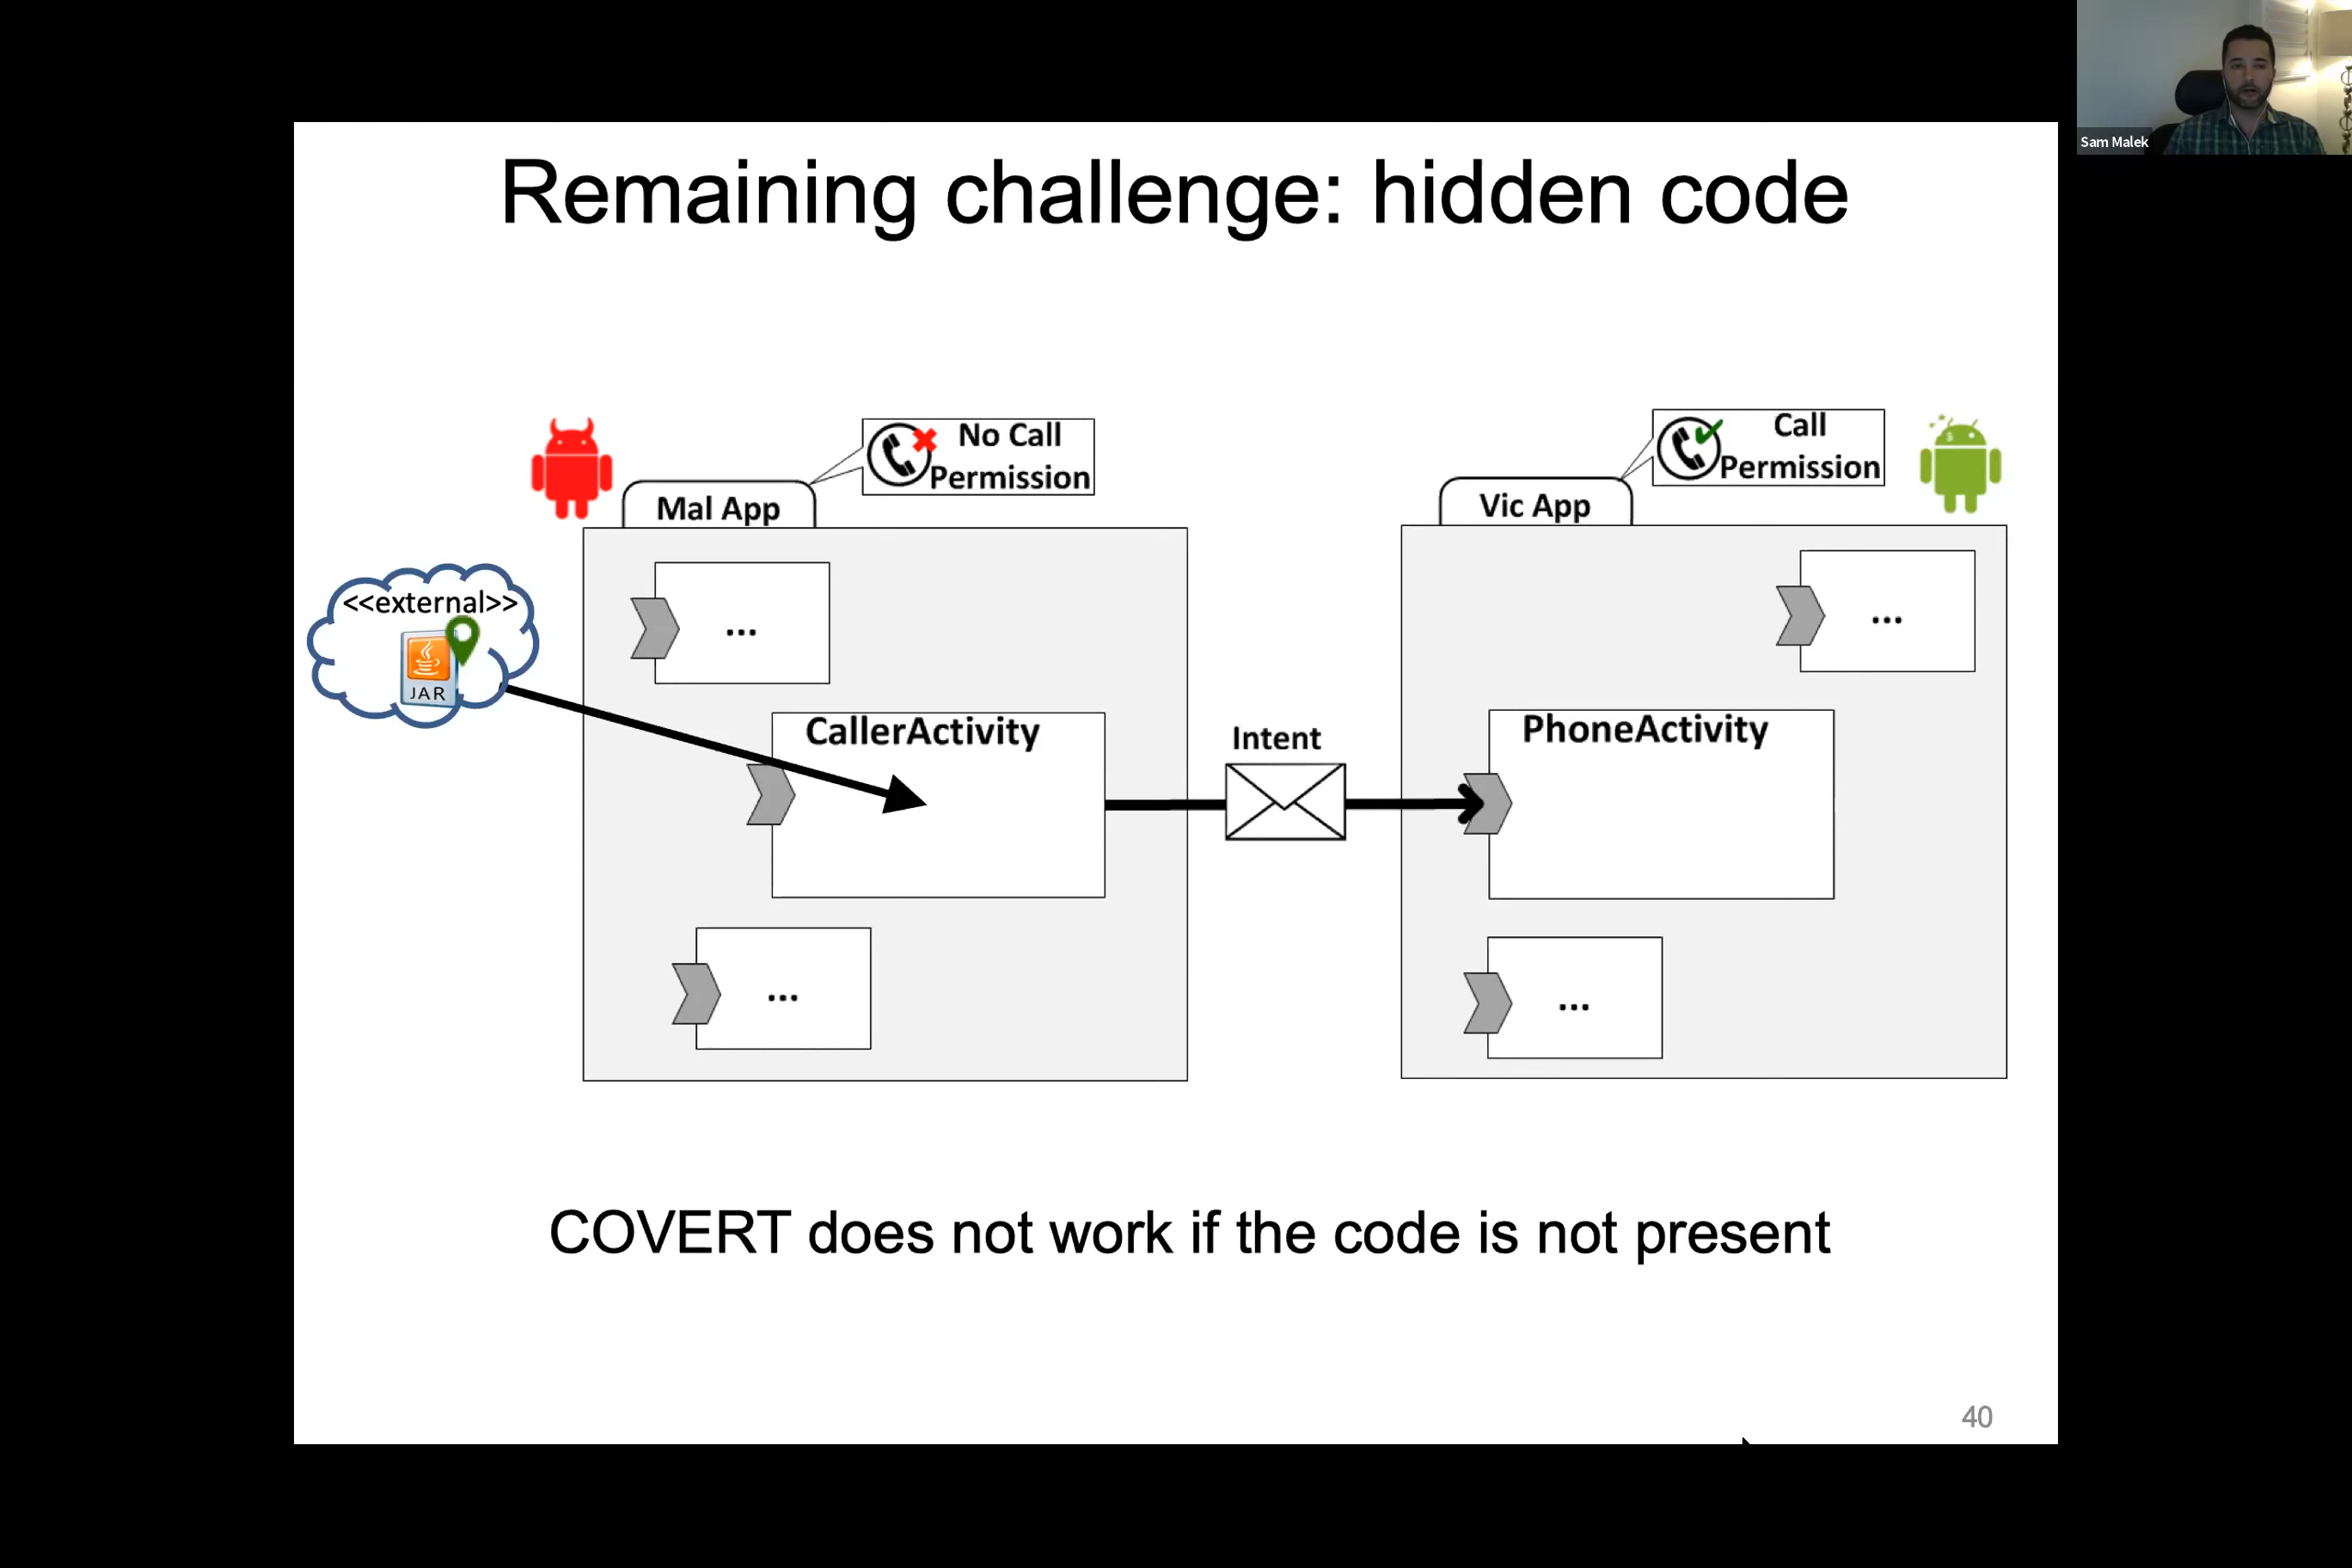 Sam Malek
Remaining challenge: hidden code
No Call
Permission
Call
Permission
Mal App
Vic App
<<external>>
JAR
...
...
CallerActivity
Intent
PhoneActivity
...
...
COVERT does not work if the code is not present
40